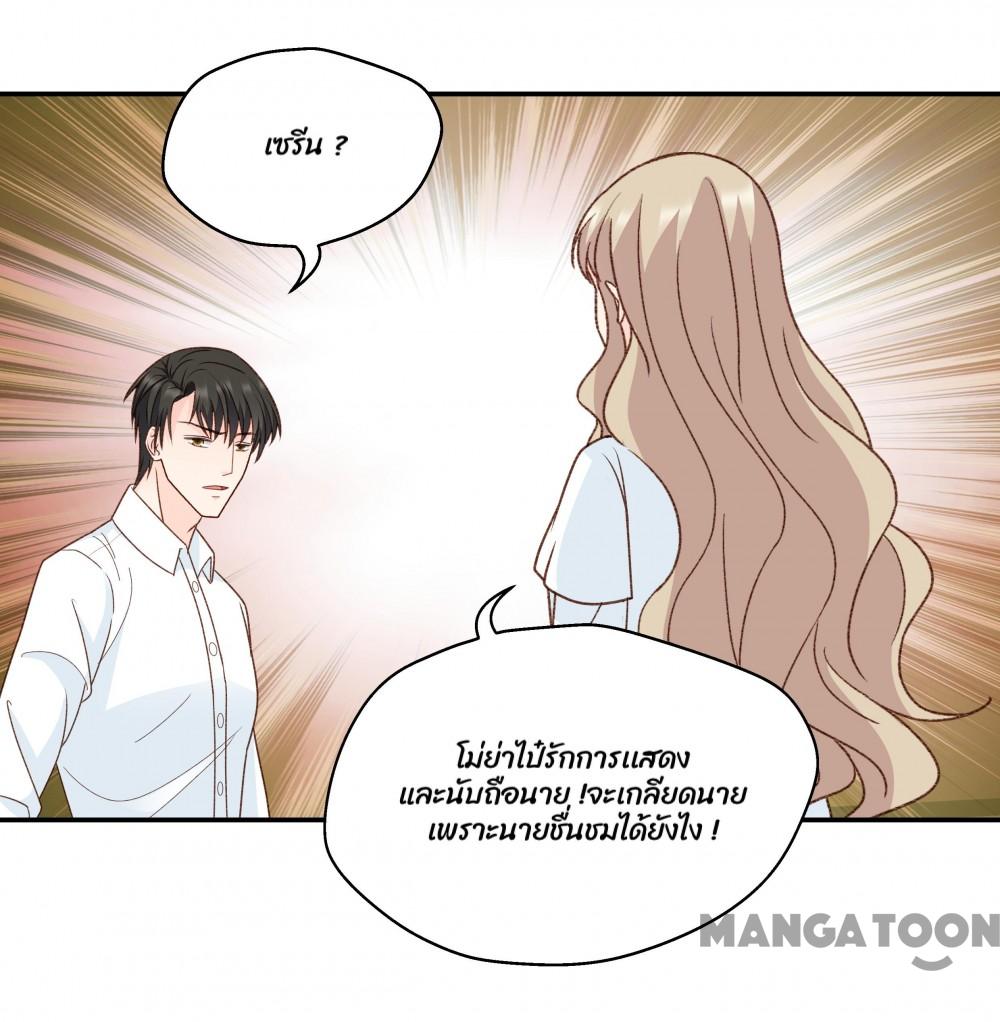 เซรีน ?
โม่ย่าไป๋รักการแสดง
และนับถือนาย !จะเกลียดนาย
เพราะนายชื่นชมได้ยังไง !
MANGATOON